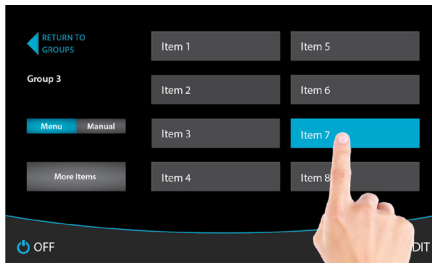 RETURN TO
GROUPS
Group 3
Menu Manual
More Items
Item 1
Item 2
Item 3
Item 4
Item 5
Item 6
Item 7
Item 8
OFF
DIT